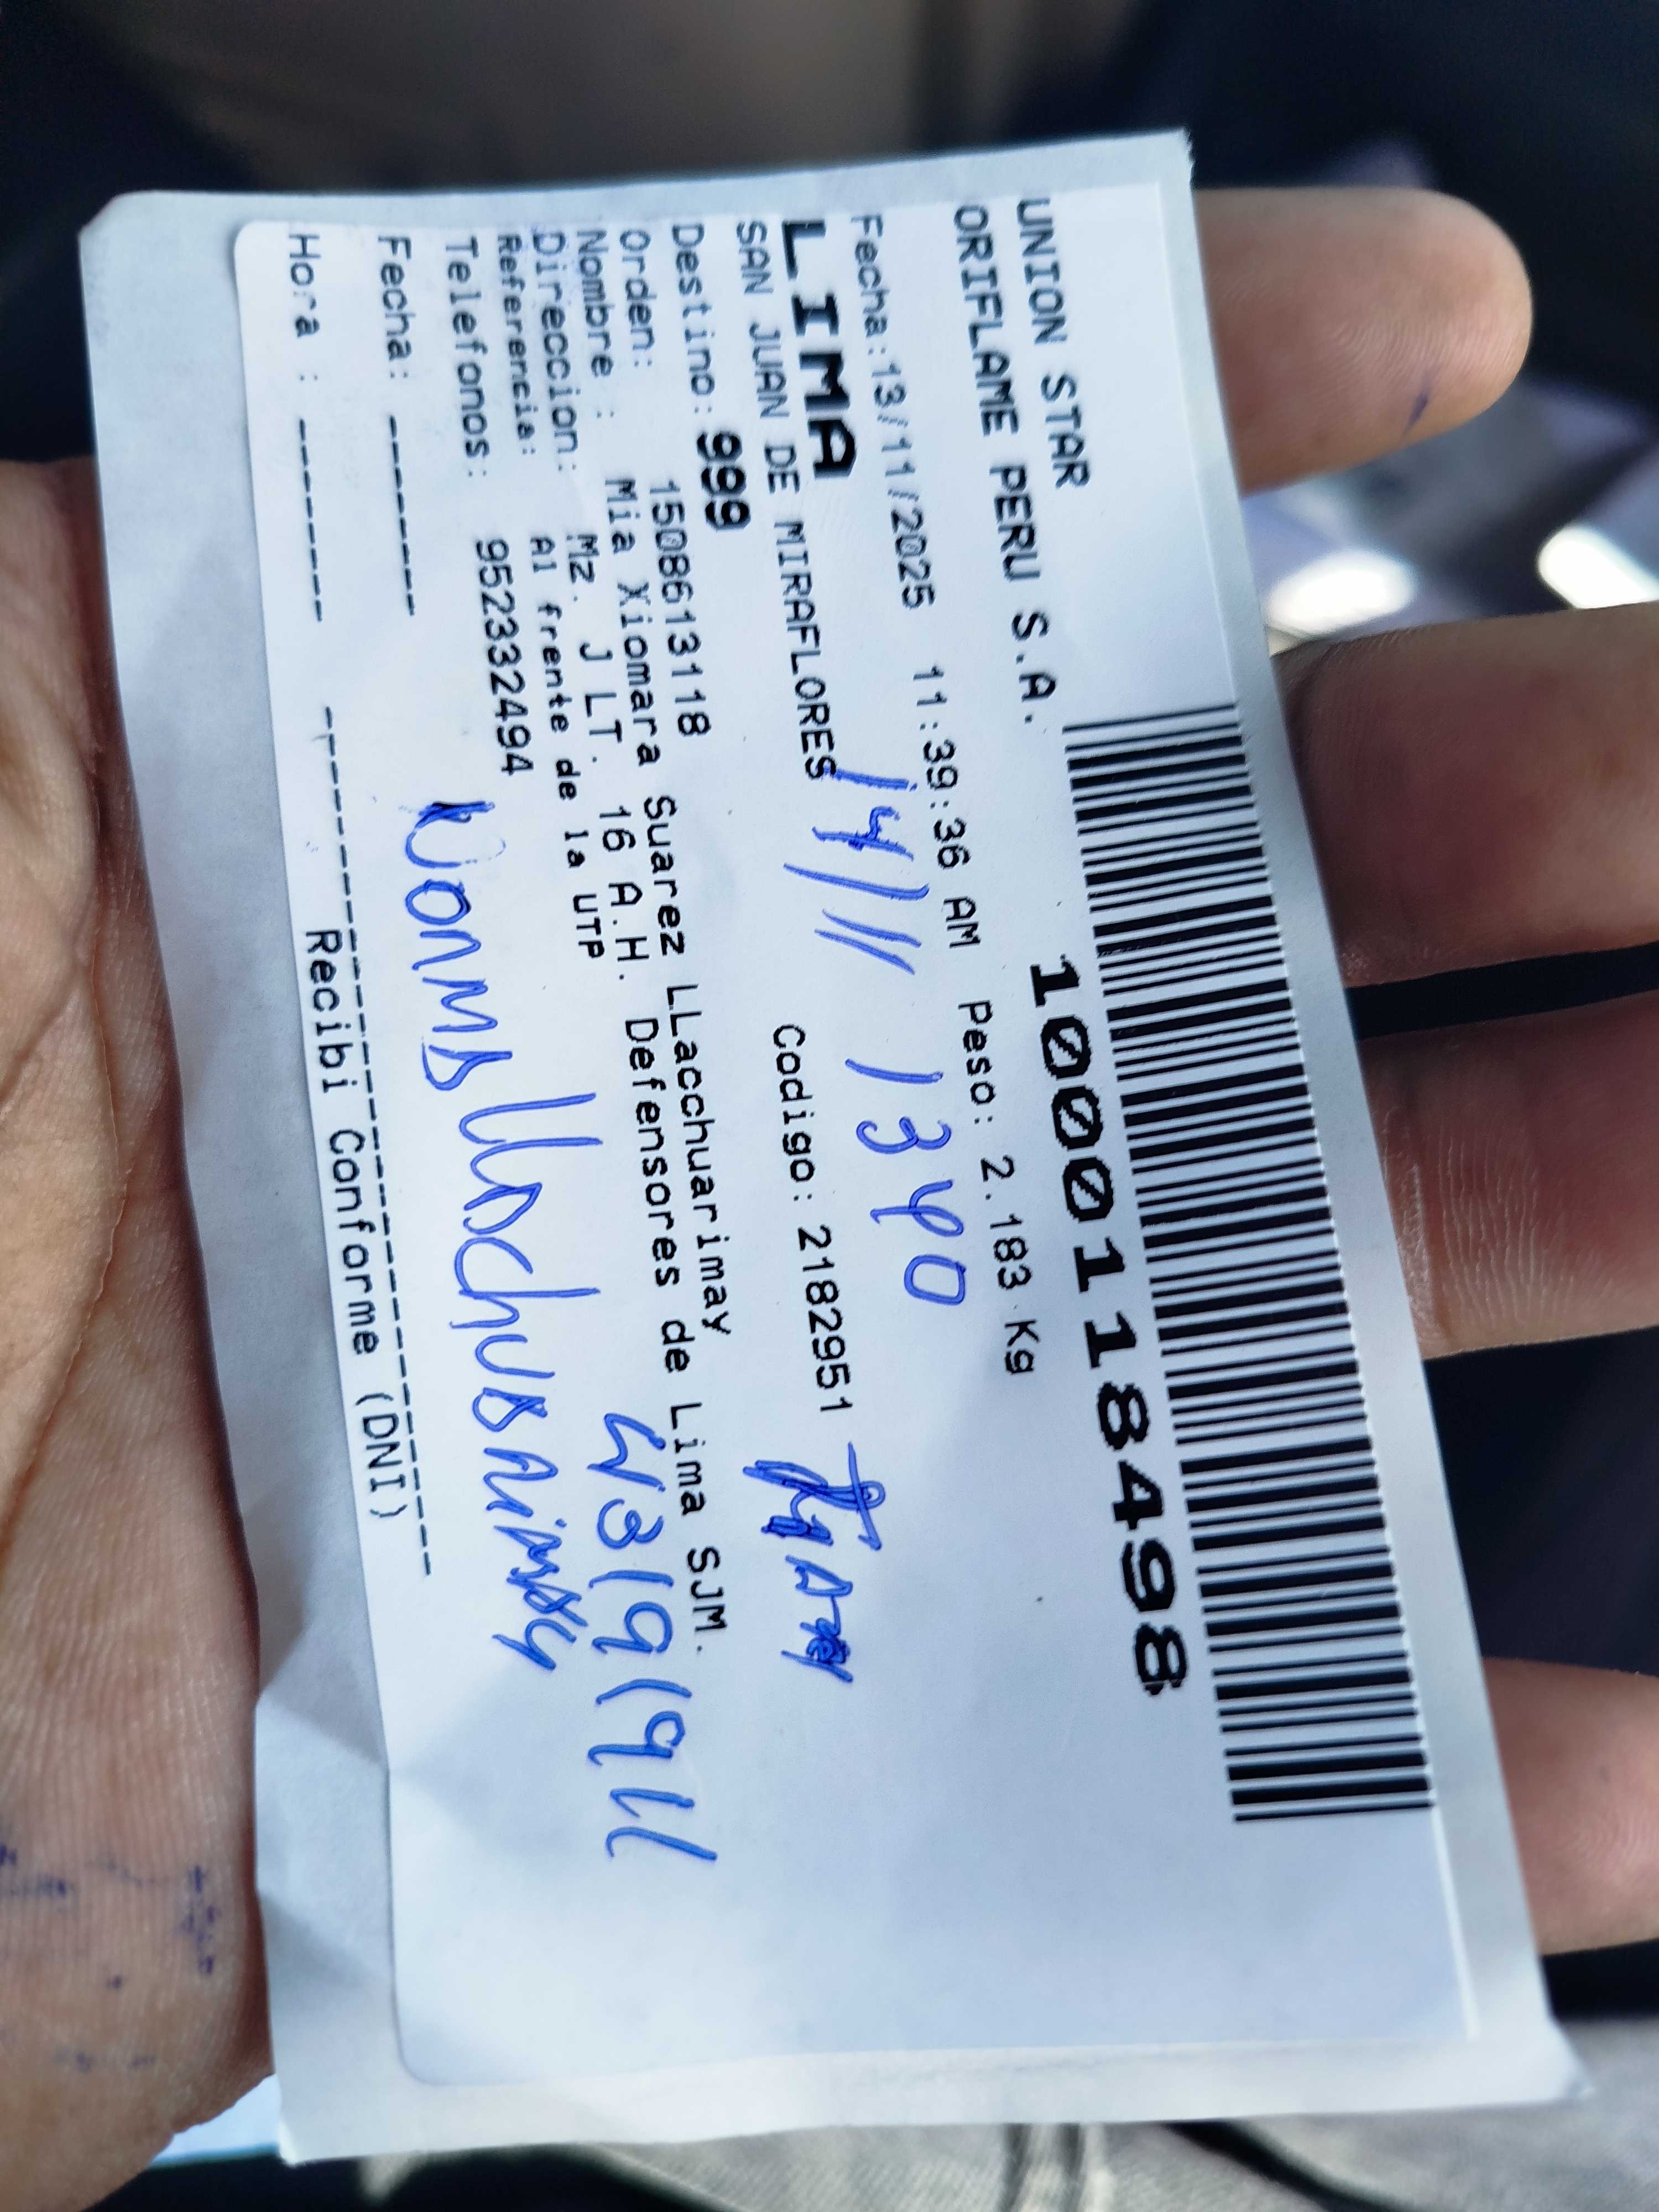 UNION STAR
ORIFLAME PERU S.A.
1000118498
Fecha:13/11/2025 11:39:36 AM Peso: 2.183 Kg
LIMA
14/11 1340
SAN JUAN DE MIRAFLORES
Codigo: 2182951
Destino: 999
Orden: 1508613118
Nombre : Mia Xiomara Suarez LLacchuarimay
Direccion: Mz. J LT. 16 A.H. Defensores de Lima SJM.
Referencia: Al frente de la UTP
Telefonos: 952332494
43191911
Fecha: -------
Hora : -------
Recibi Conforme (DNI)